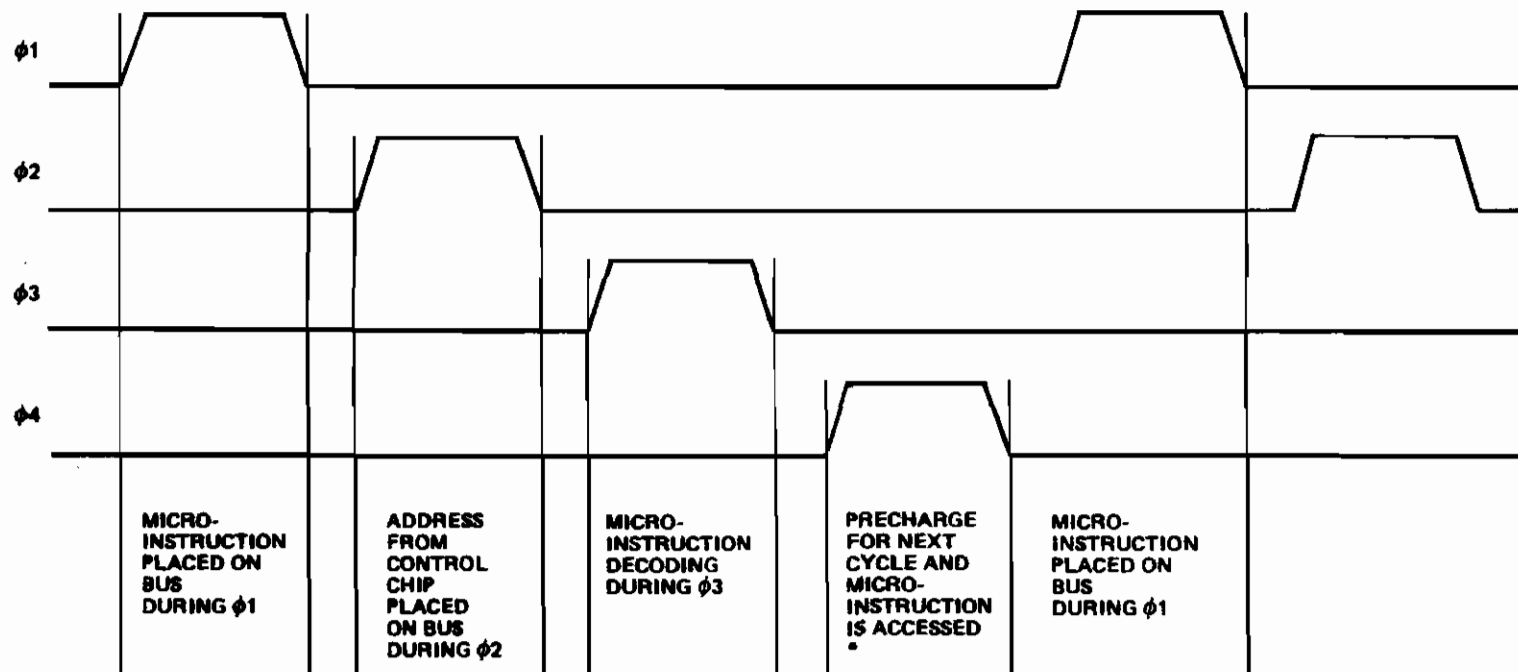 φ1
φ2
φ3
φ4
MICRO-
INSTRUCTION
PLACED ON
BUS
DURING φ1
ADDRESS
FROM
CONTROL
CHIP
PLACED
ON BUS
DURING φ2
MICRO-
INSTRUCTION
DECODING
DURING φ3
PRECHARGE
FOR NEXT
CYCLE AND
MICRO-
INSTRUCTION
IS ACCESSED
*
MICRO-
INSTRUCTION
PLACED ON
BUS
DURING φ1